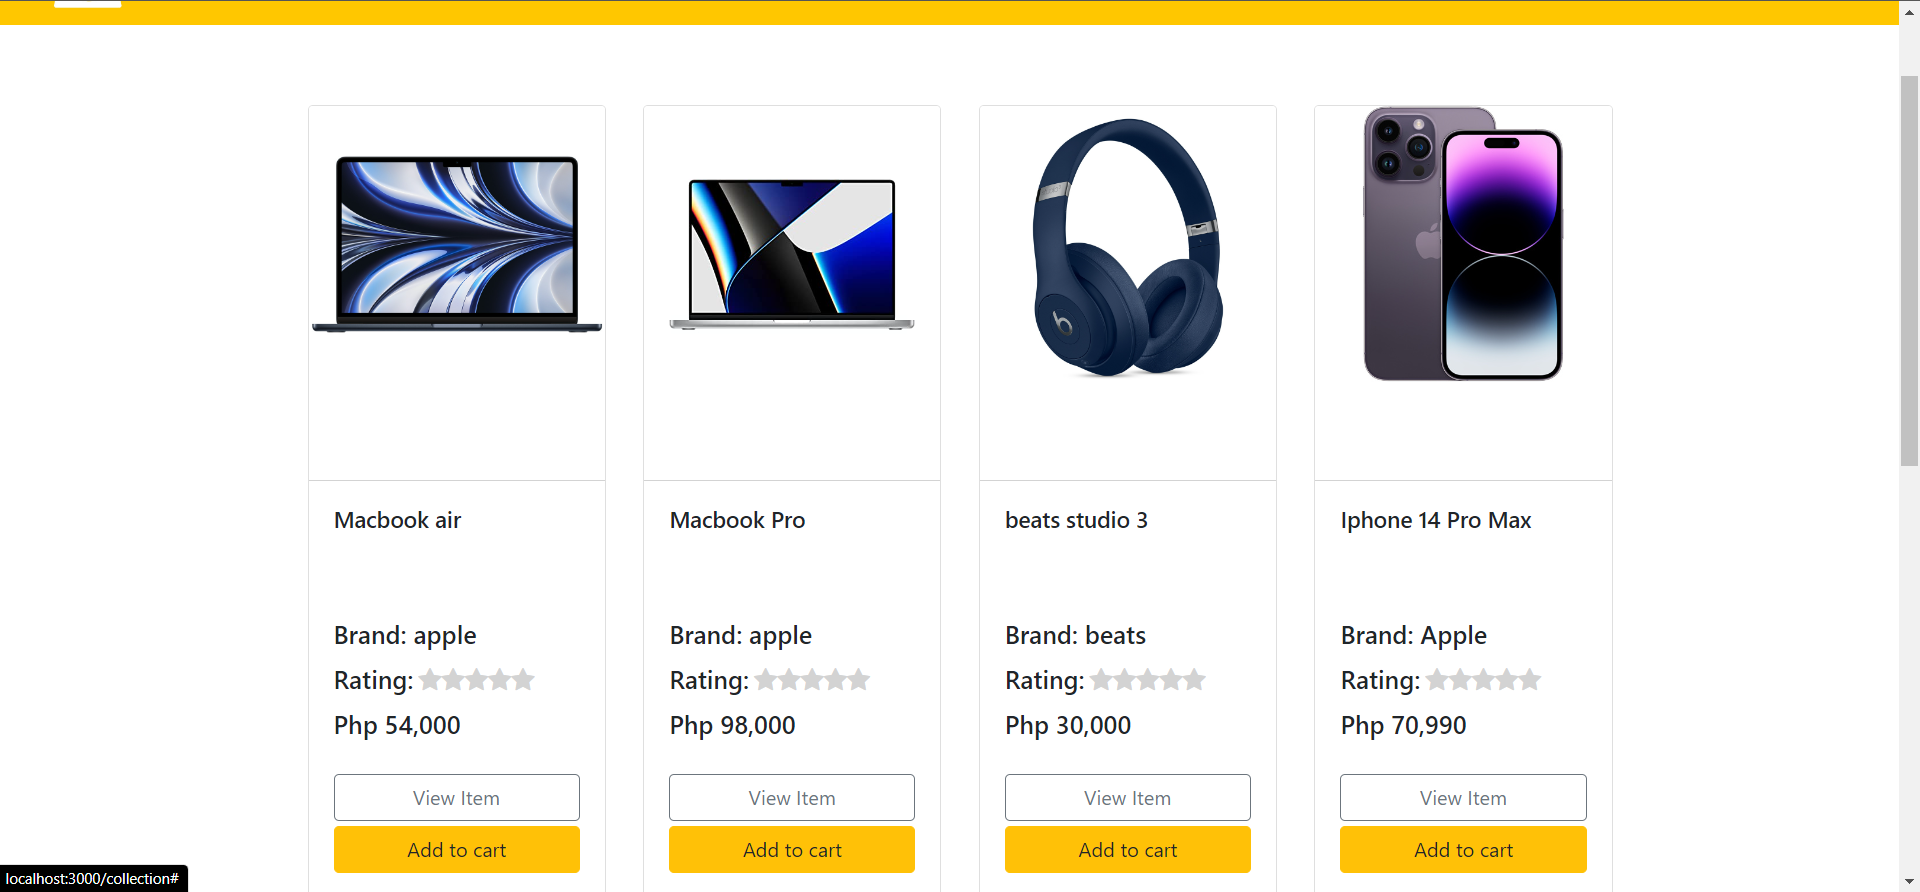 Macbook air
Brand: apple
Rating:
Php 54,000
View Item
Add to cart
Macbook Pro
Brand: apple
Rating:
Php 98,000
View Item
Add to cart
beats studio 3
Brand: beats
Rating:
Php 30,000
View Item
Add to cart
Iphone 14 Pro Max
Brand: Apple
Rating:
Php 70,990
View Item
Add to cart
localhost:3000/collection#